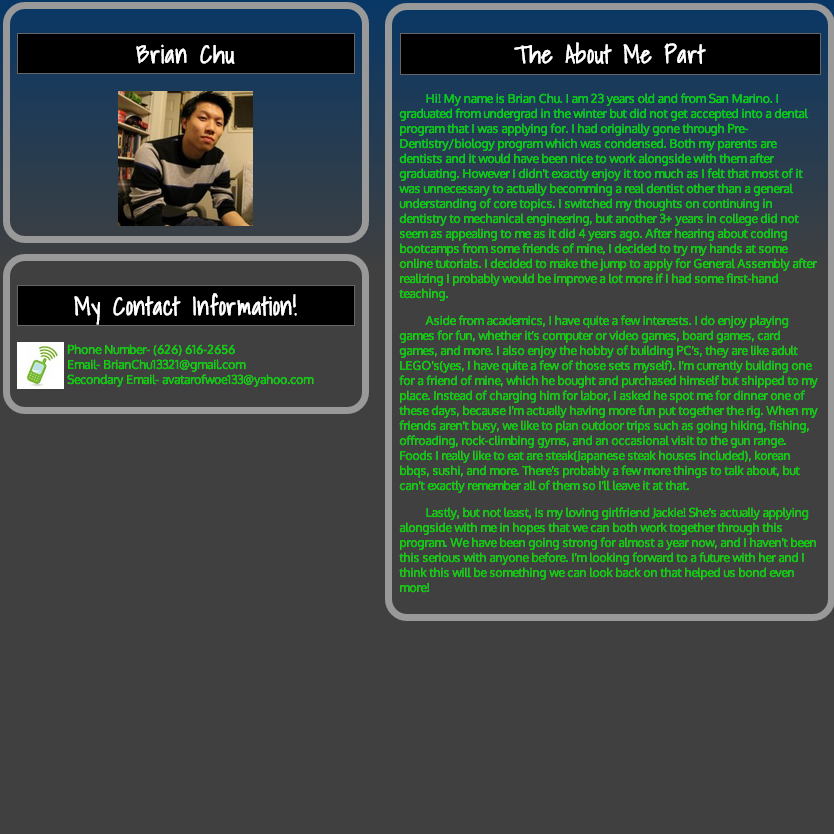 Brian Chu
My Contact Information!
Phone Number- (626) 616-2656
Email- BrianChu13321@gmail.com
Secondary Email- avatarofwoe133@yahoo.com
The About Me Part
Hi! My name is Brian Chu. I am 23 years old and from San Marino. I
graduated from undergrad in the winter but did not get accepted into a dental
program that I was applying for. I had originally gone through Pre-
Dentistry/biology program which was condensed. Both my parents are
dentists and it would have been nice to work alongside with them after
graduating. However I didn't exactly enjoy it too much as I felt that most of it
was unnecessary to actually becomming a real dentist other than a general
understanding of core topics. I switched my thoughts on continuing in
dentistry to mechanical engineering, but another 3+ years in college did not
seem as appealing to me as it did 4 years ago. After hearing about coding
bootcamps from some friends of mine, I decided to try my hands at some
online tutorials. I decided to make the jump to apply for General Assembly after
realizing I probably would be improve a lot more if I had some first-hand
teaching.
Aside from academics, I have quite a few interests. I do enjoy playing
games for fun, whether it's computer or video games, board games, card
games, and more. I also enjoy the hobby of building PC's, they are like adult
LEGO's(yes, I have quite a few of those sets myself). I'm currently building one
for a friend of mine, which he bought and purchased himself but shipped to my
place. Instead of charging him for labor, I asked he spot me for dinner one of
these days, because I'm actually having more fun put together the rig. When my
friends aren't busy, we like to plan outdoor trips such as going hiking, fishing,
offroading, rock-climbing gyms, and an occasional visit to the gun range.
Foods I really like to eat are steak(Japanese steak houses included), korean
bbqs, sushi, and more. There's probably a few more things to talk about, but
can't exactly remember all of them so I'll leave it at that.
Lastly, but not least, is my loving girlfriend Jackie! She's actually applying
alongside with me in hopes that we can both work together through this
program. We have been going strong for almost a year now, and I haven't been
this serious with anyone before. I'm looking forward to a future with her and I
think this will be something we can look back on that helped us bond even
more!